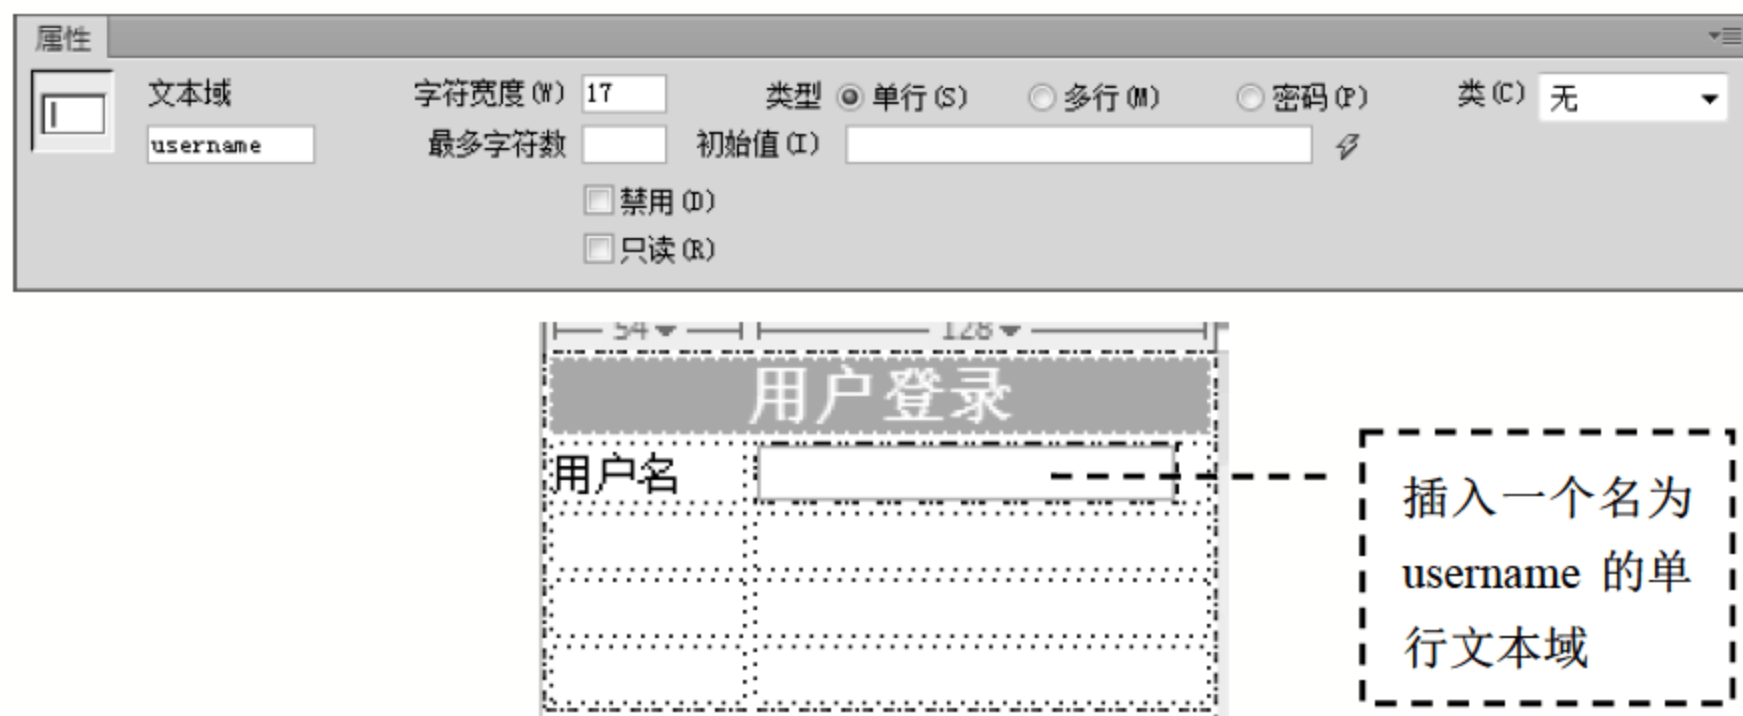 属性
文本域 字符宽度(W) 17 类型 单行(S) 多行(M) 密码(P) 类(C) 无
username 最多字符数 初始值(I)
禁用(D)
只读(R)
54 128
用户登录
用户名
插入一个名为
username 的单
行文本域